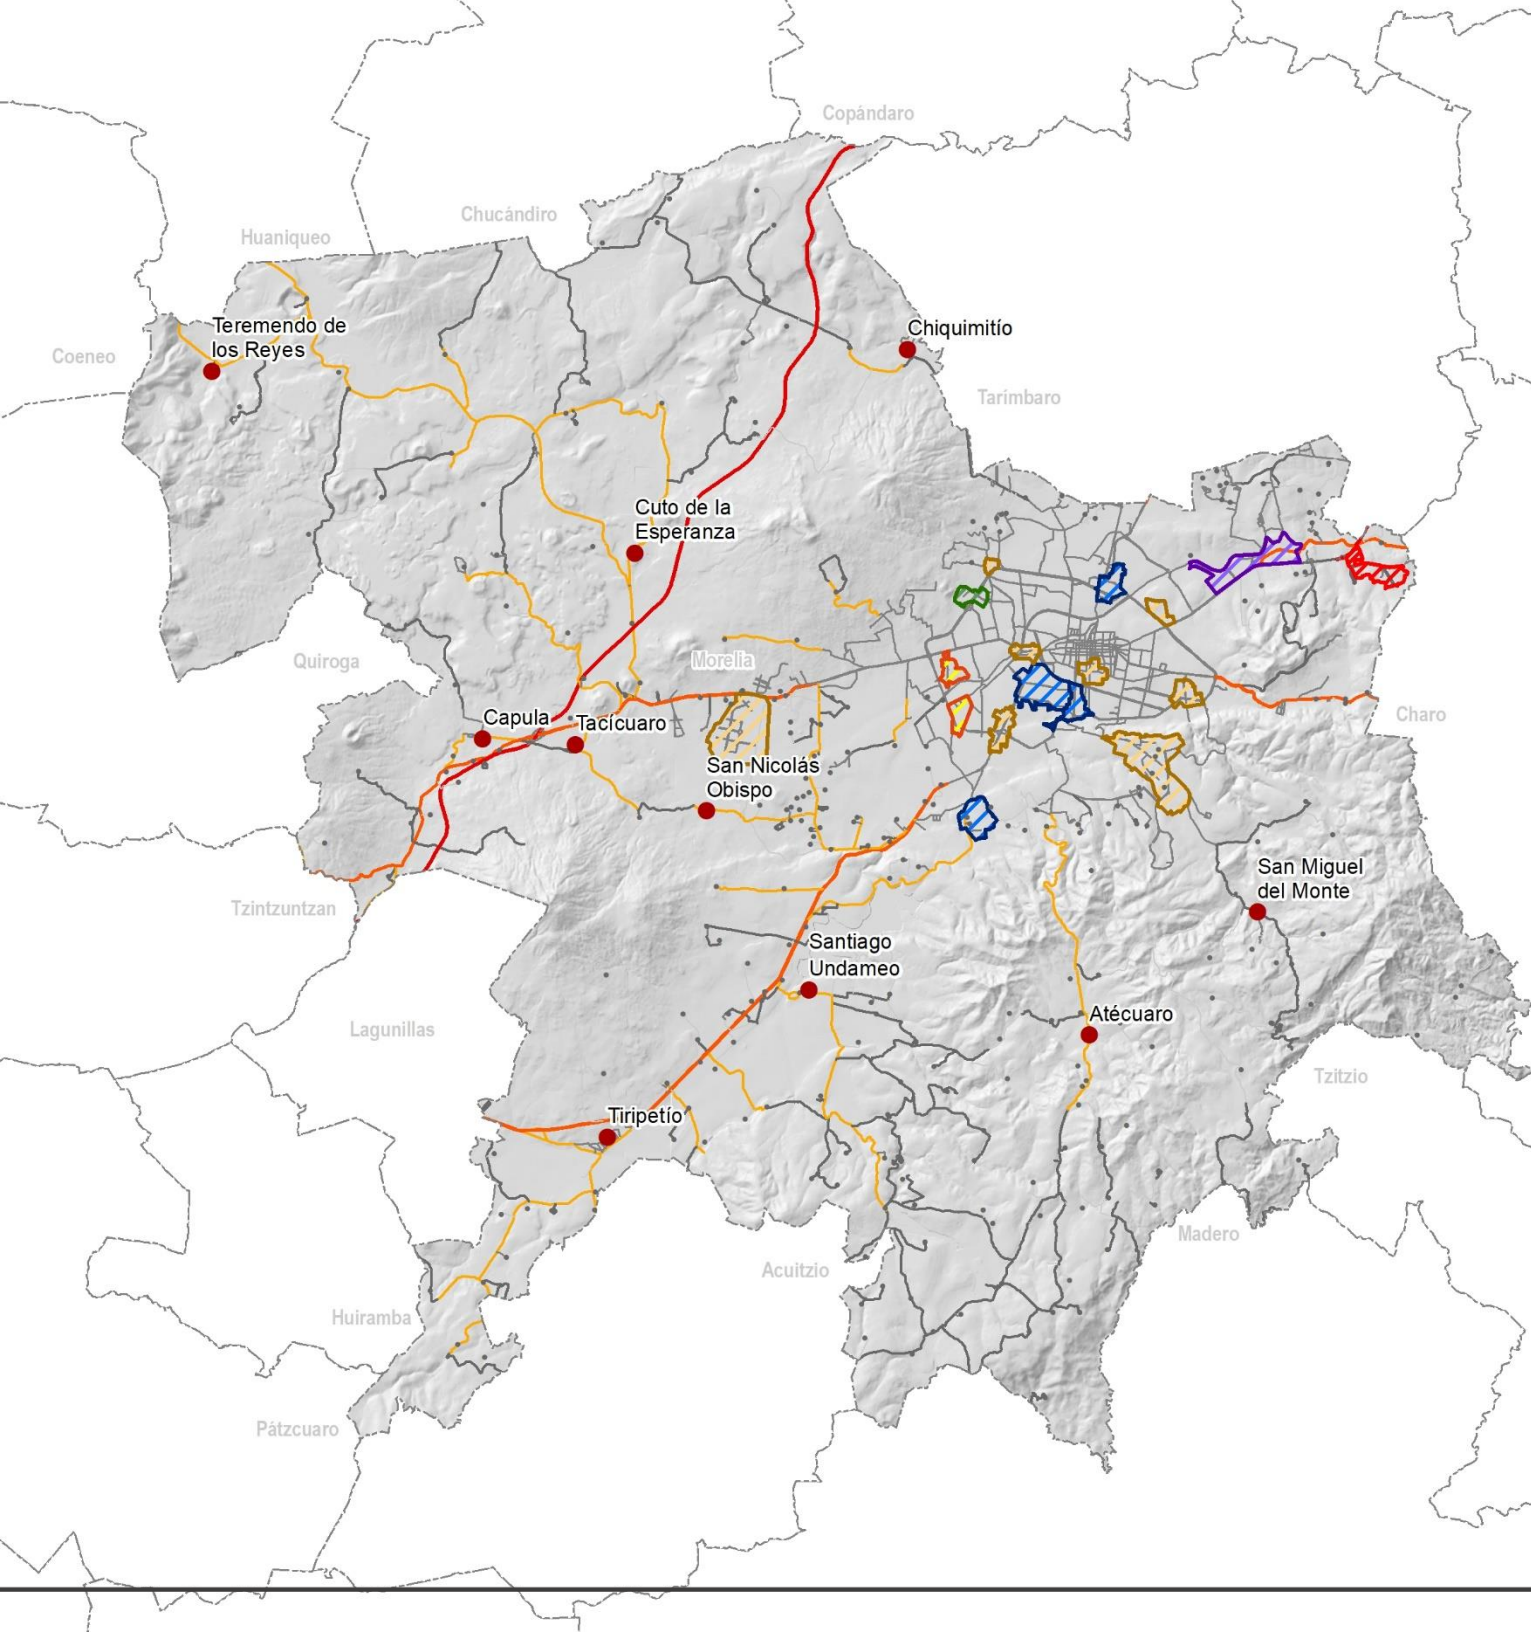 Copándaro
Chucándiro
Huaniqueo
Teremendo de
los Reyes
Chiquimitío
Coeneo
Tarímbaro
Cuto de la
Esperanza
Quiroga
Morelia
Capula
Tacícuaro
Charo
San Nicolás
Obispo
San Miguel
del Monte
Tzintzuntzan
Santiago
Undameo
Atécuaro
Lagunillas
Tzitzio
Tiripetío
Madero
Acuitzio
Huiramba
Pátzcuaro